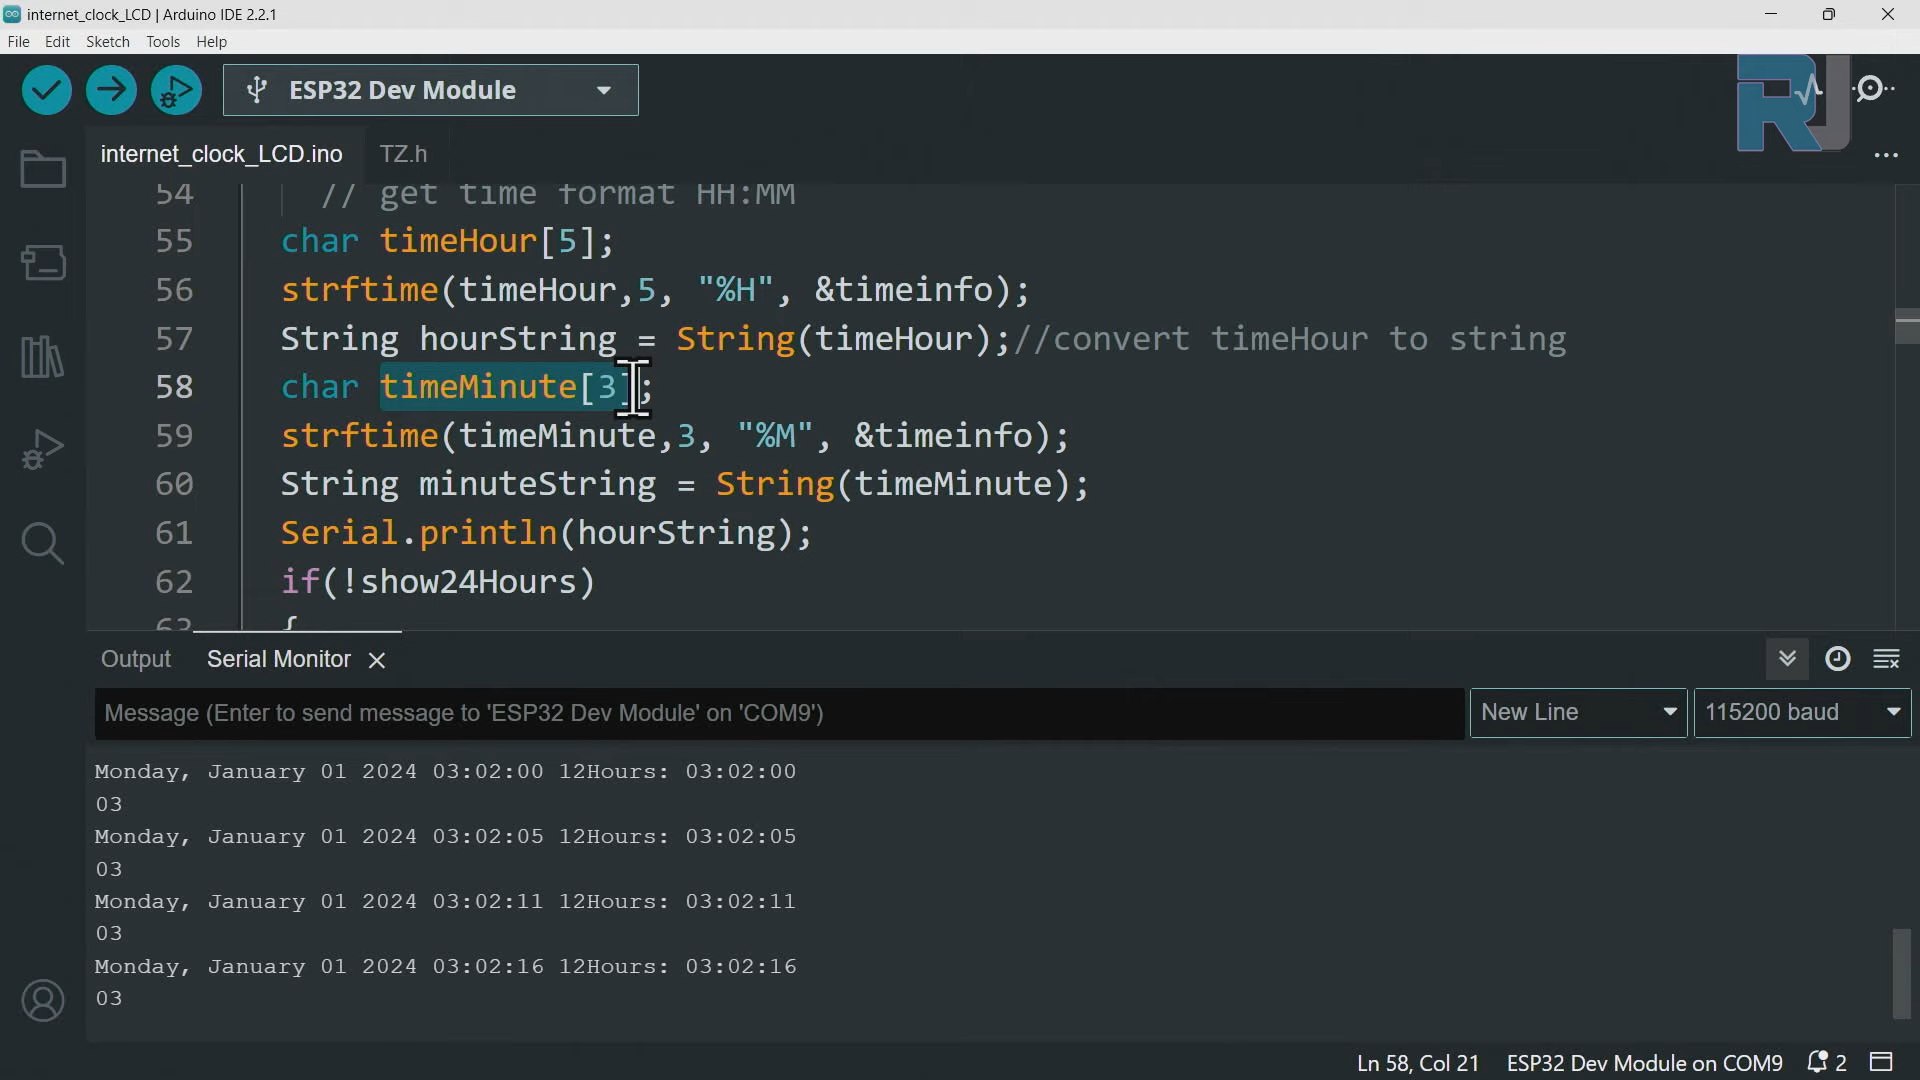 internet_clock_LCD | Arduino IDE 2.2.1
File Edit Sketch Tools Help
ESP32 Dev Module
RJ
internet_clock_LCD.ino TZ.h
54 // get time format HH:MM
55 char timeHour[5];
56 strftime(timeHour,5, "%H", &timeinfo);
57 String hourString = String(timeHour);//convert timeHour to string
58 char timeMinute[3];
59 strftime(timeMinute,3, "%M", &timeinfo);
60 String minuteString = String(timeMinute);
61 Serial.println(hourString);
62 if(!show24Hours)
63 {
Output Serial Monitor
Message (Enter to send message to 'ESP32 Dev Module' on 'COM9') New Line 115200 baud
Monday, January 01 2024 03:02:00 12Hours: 03:02:00
03
Monday, January 01 2024 03:02:05 12Hours: 03:02:05
03
Monday, January 01 2024 03:02:11 12Hours: 03:02:11
03
Monday, January 01 2024 03:02:16 12Hours: 03:02:16
03
Ln 58, Col 21 ESP32 Dev Module on COM9 2